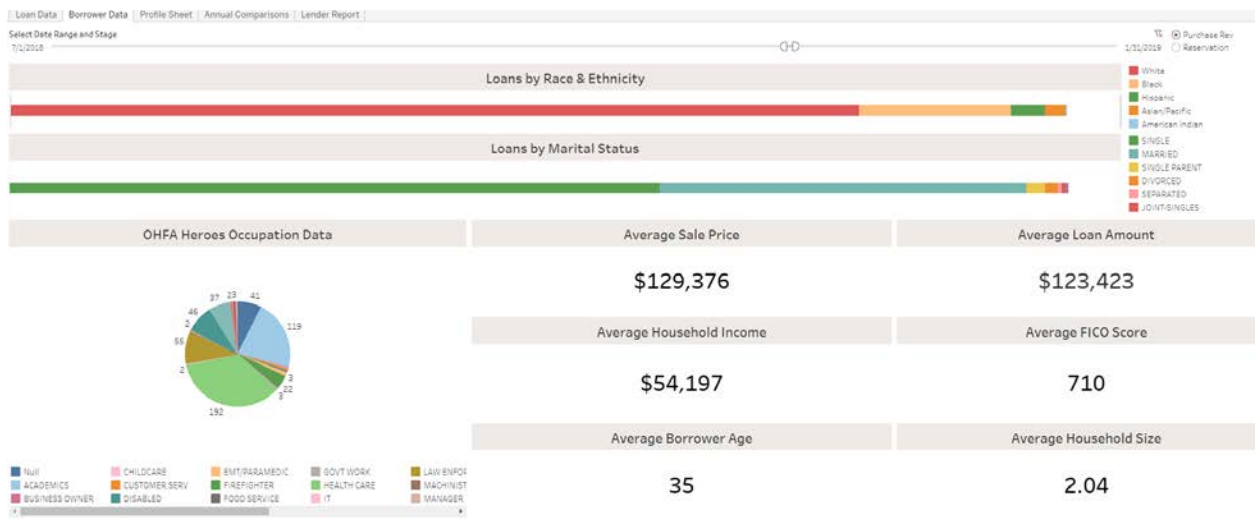 Loan Data Borrower Data Profile Sheet Annual Comparisons Lender Report
Select Date Range and Stage
7/1/2018 1/31/2019
Purchase Rev
Reservation
Loans by Race & Ethnicity
White
Black
Hispanic
Asian/Pacific
American Indian
Loans by Marital Status
SINGLE
MARRIED
SINGLE PARENT
DIVORCED
SEPARATED
JOINT-SINGLES
OHFA Heroes Occupation Data
37 23 41
46 119
2
55
2 3
22
3
192
Null CHILDCARE EMT/PARAMEDIC GOVT WORK LAW ENFOR
ACADEMICS CUSTOMER SERV FIREFIGHTER HEALTH CARE MACHINIST
BUSINESS OWNER DISABLED FOOD SERVICE IT MANAGER
Average Sale Price Average Loan Amount
$129,376 $123,423
Average Household Income Average FICO Score
$54,197 710
Average Borrower Age Average Household Size
35 2.04